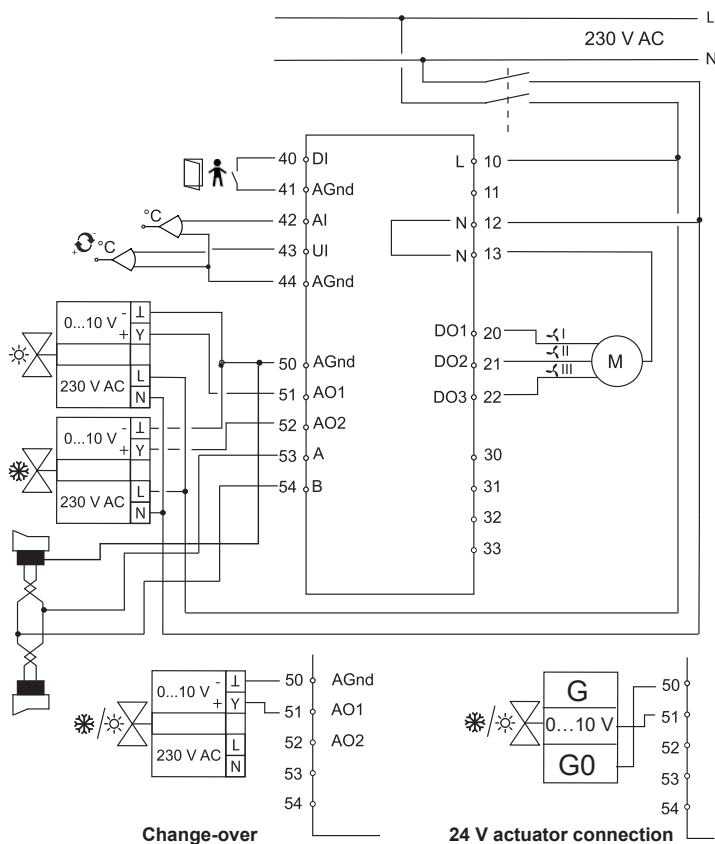 L
230 V AC
N
40 DI
41 AGnd
42 AI
43 UI
44 AGnd
50 AGnd
51 AO1
52 AO2
53 A
54 B
L 10
11
N 12
N 13
DO1 20
DO2 21
DO3 22
30
31
32
33
I
II
III
M
°C
°C
+
-
0...10 V - ⊥
+ Y
230 V AC L
N
0...10 V - ⊥
+ Y
230 V AC L
N
0...10 V - ⊥
+ Y
230 V AC L
N
50 AGnd
51 AO1
52 AO2
53
54
Change-over
/
G
0...10 V
G0
/
50
51
52
53
54
24 V actuator connection